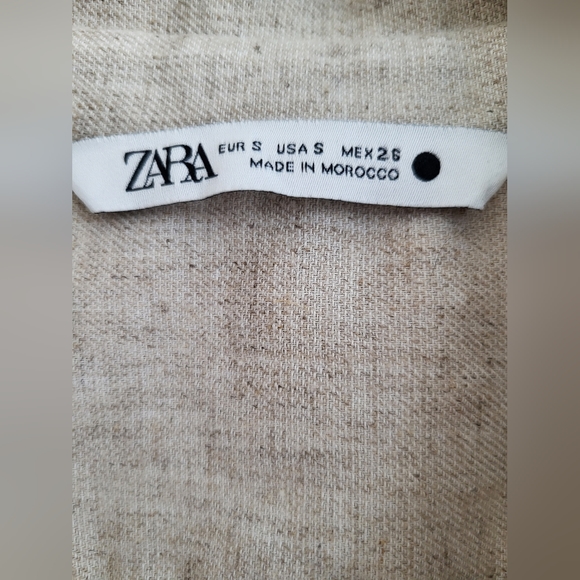 ZARA
EUR S USA S MEX 26
MADE IN MOROCCO